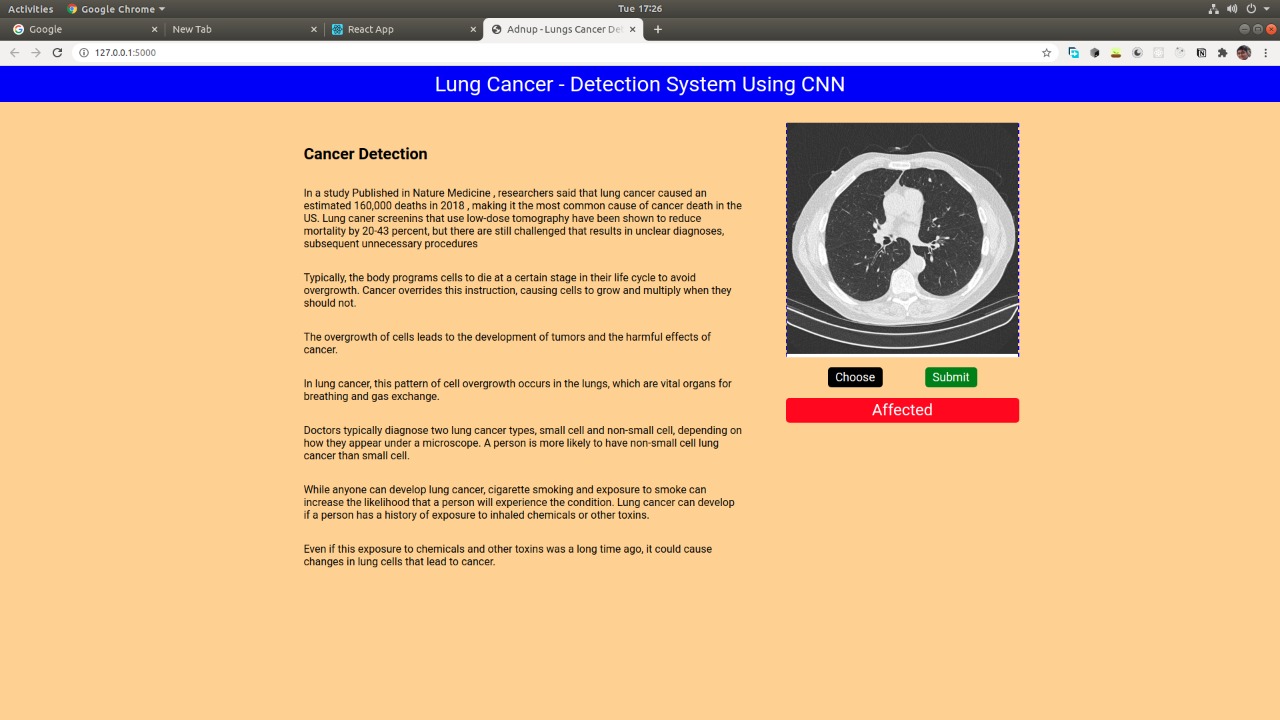 Activities
Google Chrome
Tue 17:26
Google
New Tab
React App
Adnup - Lungs Cancer De
127.0.0.1:5000
Lung Cancer - Detection System Using CNN
Cancer Detection
In a study Published in Nature Medicine , researchers said that lung cancer caused an
estimated 160,000 deaths in 2018 , making it the most common cause of cancer death in the
US. Lung caner screenins that use low-dose tomography have been shown to reduce
mortality by 20-43 percent, but there are still challenged that results in unclear diagnoses,
subsequent unnecessary procedures
Typically, the body programs cells to die at a certain stage in their life cycle to avoid
overgrowth. Cancer overrides this instruction, causing cells to grow and multiply when they
should not.
The overgrowth of cells leads to the development of tumors and the harmful effects of
cancer.
In lung cancer, this pattern of cell overgrowth occurs in the lungs, which are vital organs for
breathing and gas exchange.
Doctors typically diagnose two lung cancer types, small cell and non-small cell, depending on
how they appear under a microscope. A person is more likely to have non-small cell lung
cancer than small cell.
While anyone can develop lung cancer, cigarette smoking and exposure to smoke can
increase the likelihood that a person will experience the condition. Lung cancer can develop
if a person has a history of exposure to inhaled chemicals or other toxins.
Even if this exposure to chemicals and other toxins was a long time ago, it could cause
changes in lung cells that lead to cancer.
Choose
Submit
Affected